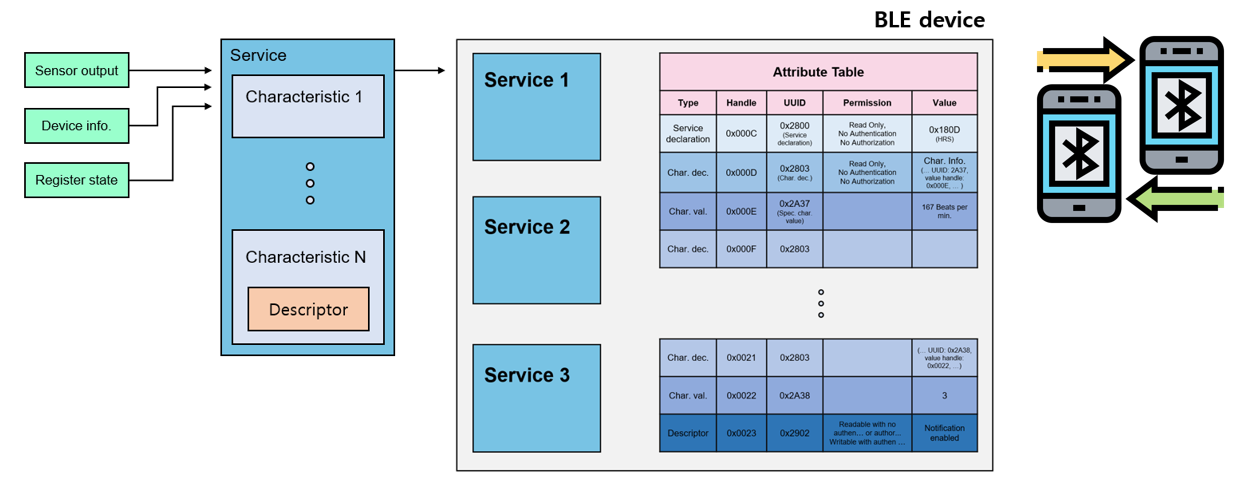 BLE device
Sensor output
Device info.
Register state
Service
Characteristic 1
Characteristic N
Descriptor
Service 1
Service 2
Service 3
Attribute Table
Type Handle UUID Permission Value
Service
declaration
0x000C
0x2800
(Service
declaration)
Read Only,
No Authentication
No Authorization
0x180D
(HRS)
Char. dec.
0x000D
0x2803
(Char. dec.)
Read Only,
No Authentication
No Authorization
Char. Info.
(... UUID: 2A37,
value handle:
0x000E, ... )
Char. val.
0x000E
0x2A37
(Spec. char.
value)
167 Beats per
min.
Char. dec. 0x000F 0x2803
Char. dec. 0x0021 0x2803
(... UUID: 0x2A38,
value handle:
0x0022, ...)
Char. val. 0x0022 0x2A38 3
Descriptor 0x0023 0x2902
Readable with no
authen... or author...
Writable with authen ...
Notification
enabled